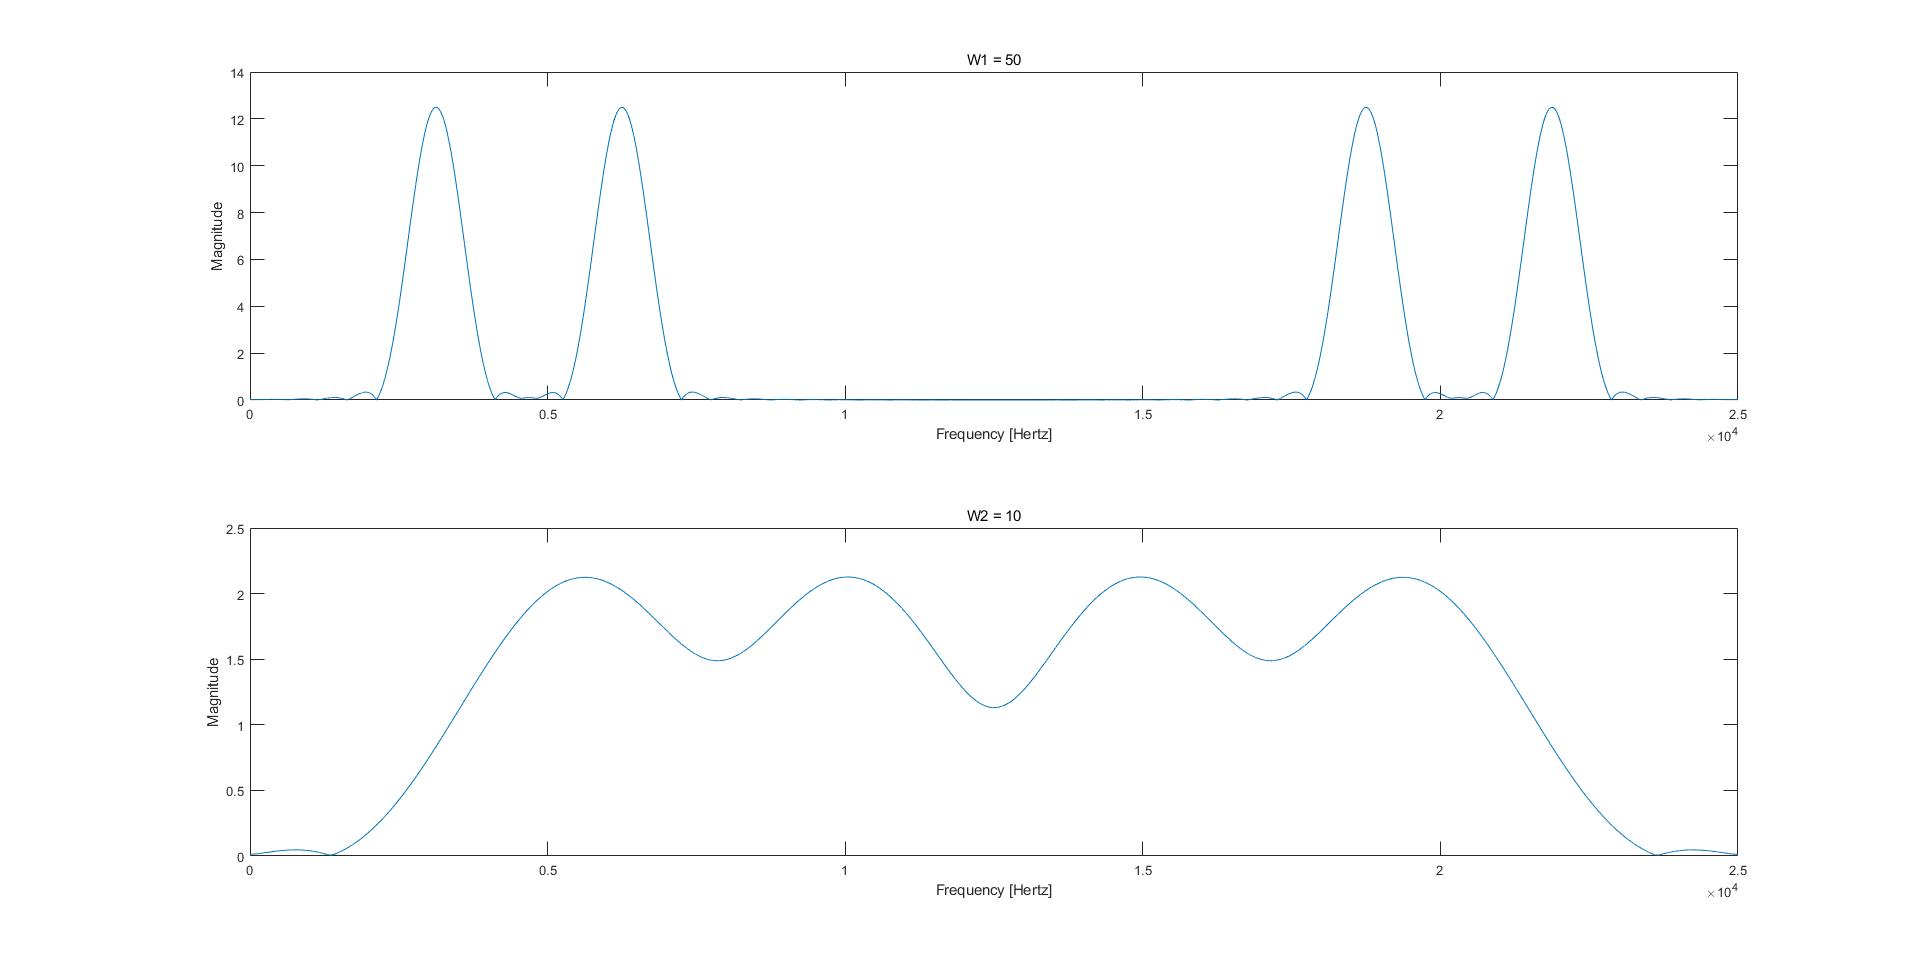 W1 = 50
14
12
10
8
6
4
2
0
Magnitude
0 0.5 1 1.5 2 2.5
Frequency [Hertz]
×10^4
W2 = 10
2.5
2
1.5
1
0.5
0
Magnitude
0 0.5 1 1.5 2 2.5
Frequency [Hertz]
×10^4